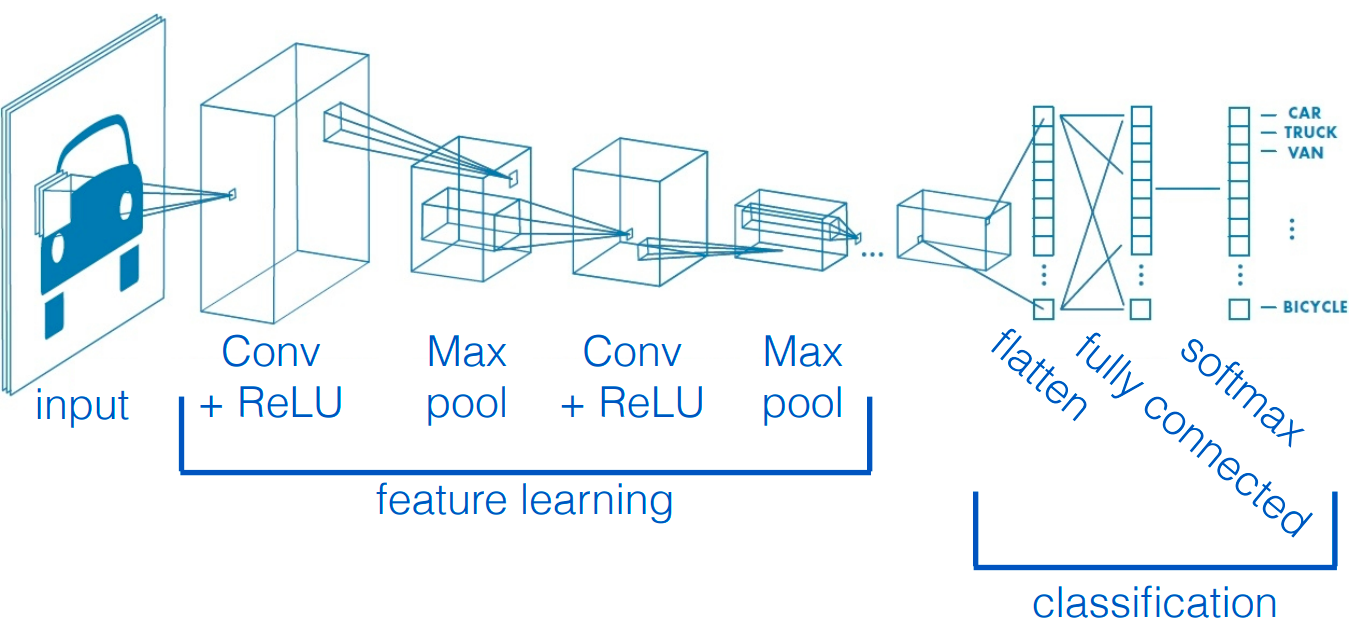 CAR
TRUCK
VAN
BICYCLE
input
Conv
+ ReLU
Max
pool
Conv
+ ReLU
Max
pool
flatten
fully connected
softmax
feature learning
classification